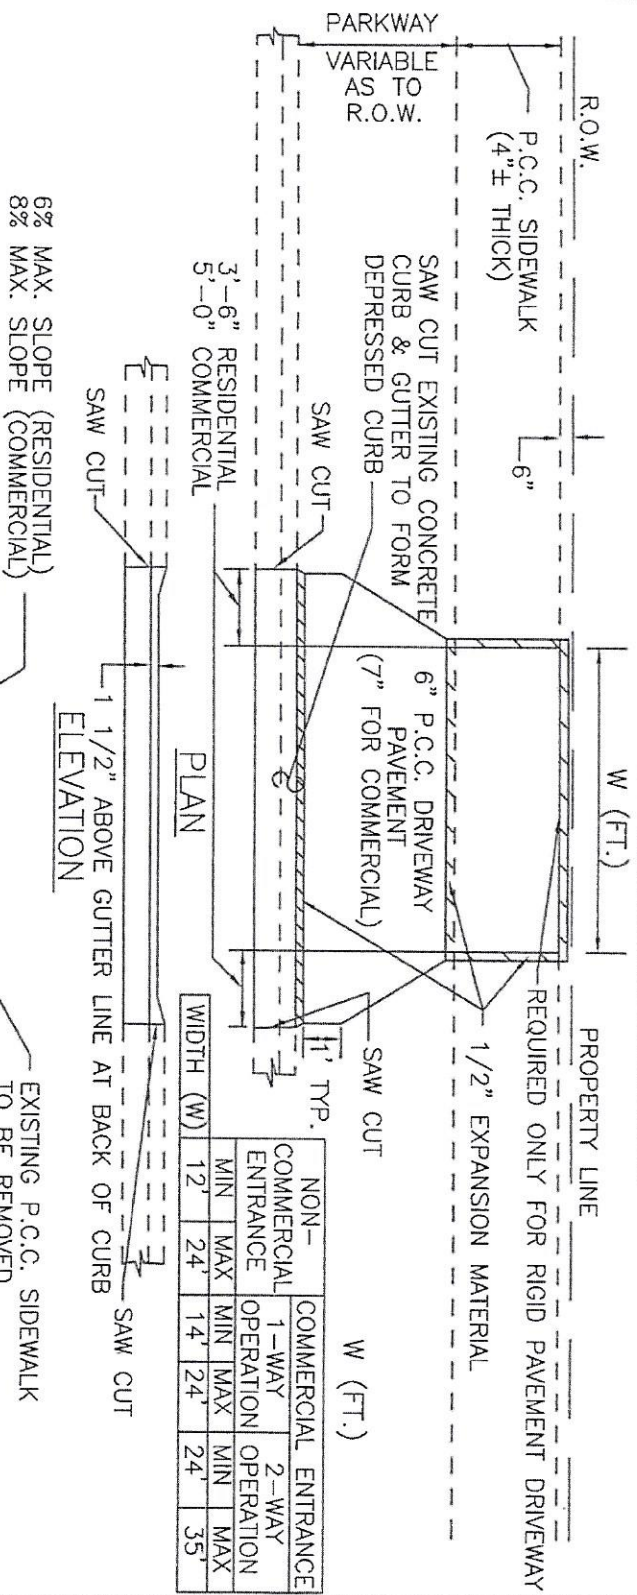 R.O.W.
PROPERTY LINE
W (FT.)
6"
P.C.C. SIDEWALK
(4"± THICK)
REQUIRED ONLY FOR RIGID PAVEMENT DRIVEWAY
PARKWAY
VARIABLE
AS TO
R.O.W.
1/2" EXPANSION MATERIAL
6" P.C.C. DRIVEWAY
PAVEMENT
(7" FOR COMMERCIAL)
SAW CUT EXISTING CONCRETE
CURB & GUTTER TO FORM
DEPRESSED CURB
SAW CUT
SAW CUT
1' TYP.
3'-6" RESIDENTIAL
5'-0" COMMERCIAL
PLAN
W (FT.)
NON-
COMMERCIAL
ENTRANCE
COMMERCIAL ENTRANCE
1-WAY
OPERATION
2-WAY
OPERATION
MIN MAX MIN MAX MIN MAX
WIDTH (W) 12' 24' 14' 24' 24' 35'
SAW CUT
1 1/2" ABOVE GUTTER LINE AT BACK OF CURB
SAW CUT
ELEVATION
6% MAX. SLOPE (RESIDENTIAL)
8% MAX. SLOPE (COMMERCIAL)
EXISTING P.C.C. SIDEWALK
TO BE REMOVED